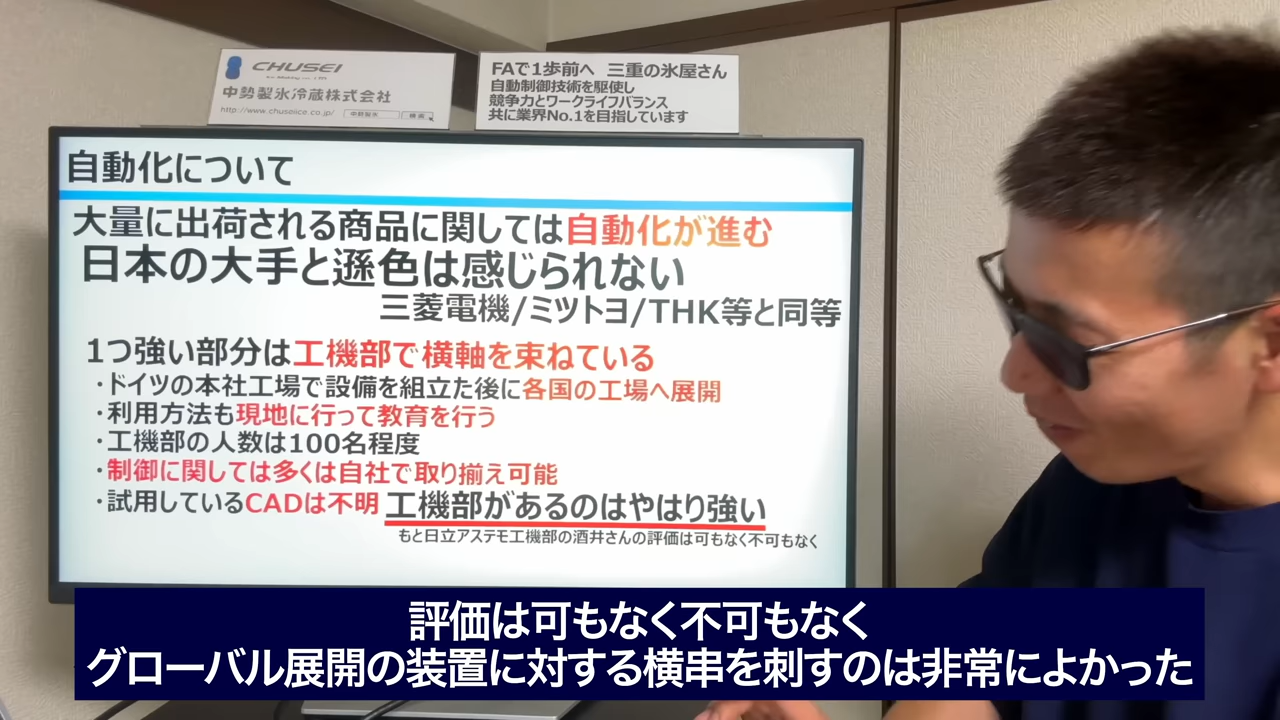 CHUSEI
中勢製氷冷蔵株式会社
http://www.chuseiice.co.jp/
中勢製氷
検索
FAで1歩前へ 三重の氷屋さん
自動制御技術を駆使し
競争力とワークライフバランス
共に業界No.1を目指しています
自動化について
大量に出荷される商品に関しては自動化が進む
日本の大手と遜色は感じられない
三菱電機/ミツトヨ/THK等と同等
1つ強い部分は工機部で横軸を束ねている
・ドイツの本社工場で設備を組立た後に各国の工場へ展開
・利用方法も現地に行って教育を行う
・工機部の人数は100名程度
・制御に関しては多くは自社で取り揃え可能
・試用しているCADは不明 工機部があるのはやはり強い
もと日立アステモ工機部の酒井さんの評価は可もなく不可もなく
評価は可もなく不可もなく
グローバル展開の装置に対する横串を刺すのは非常によかった